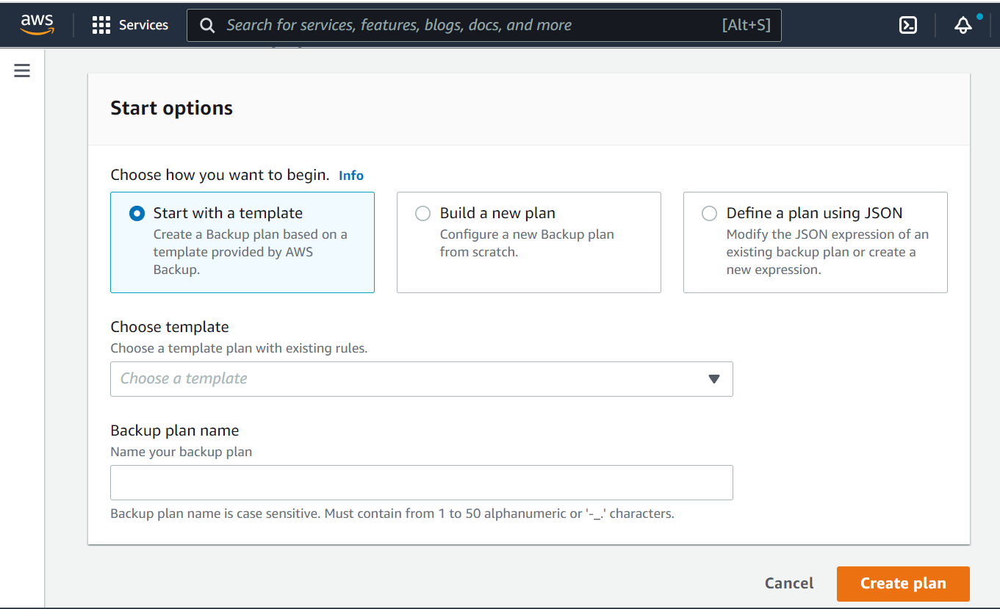 aws
Services
Search for services, features, blogs, docs, and more
[Alt+S]
Start options
Choose how you want to begin. Info
Start with a template
Create a Backup plan based on a
template provided by AWS
Backup.
Build a new plan
Configure a new Backup plan
from scratch.
Define a plan using JSON
Modify the JSON expression of an
existing backup plan or create a
new expression.
Choose template
Choose a template plan with existing rules.
Choose a template
Backup plan name
Name your backup plan
Backup plan name is case sensitive. Must contain from 1 to 50 alphanumeric or '-_.' characters.
Cancel
Create plan